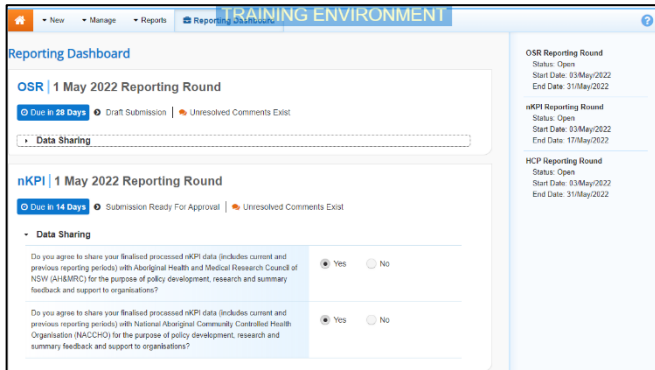 New
Manage
Reports
Reporting Dashboard
TRAINING ENVIRONMENT
?
Reporting Dashboard
OSR | 1 May 2022 Reporting Round
Due in 28 Days
Draft Submission
Unresolved Comments Exist
Data Sharing
nKPI | 1 May 2022 Reporting Round
Due in 14 Days
Submission Ready For Approval
Unresolved Comments Exist
Data Sharing
Do you agree to share your finalised processed nKPI data (includes current and
previous reporting periods) with Aboriginal Health and Medical Research Council of
NSW (AH&MRC) for the purpose of policy development, research and summary
feedback and support to organisations?
Yes
No
Do you agree to share your finalised processed nKPI data (includes current and
previous reporting periods) with National Aboriginal Community Controlled Health
Organisation (NACCHO) for the purpose of policy development, research and
summary feedback and support to organisations?
Yes
No
OSR Reporting Round
Status: Open
Start Date: 03/May/2022
End Date: 31/May/2022
nKPI Reporting Round
Status: Open
Start Date: 03/May/2022
End Date: 17/May/2022
HCP Reporting Round
Status: Open
Start Date: 03/May/2022
End Date: 31/May/2022